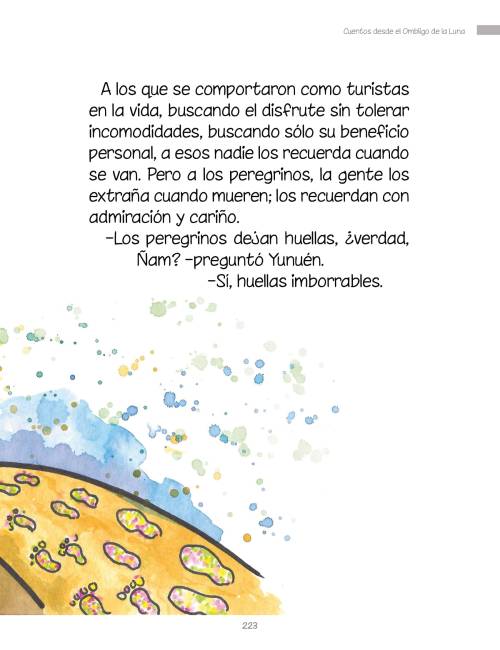 Cuentos desde el Ombligo de la Luna
A los que se comportaron como turistas
en la vida, buscando el disfrute sin tolerar
incomodidades, buscando sólo su beneficio
personal, a esos nadie los recuerda cuando
se van. Pero a los peregrinos, la gente los
extraña cuando mueren; los recuerdan con
admiración y cariño.
–Los peregrinos dejan huellas, ¿verdad,
Ñam? –preguntó Yunuén.
–Sí, huellas imborrables.
223